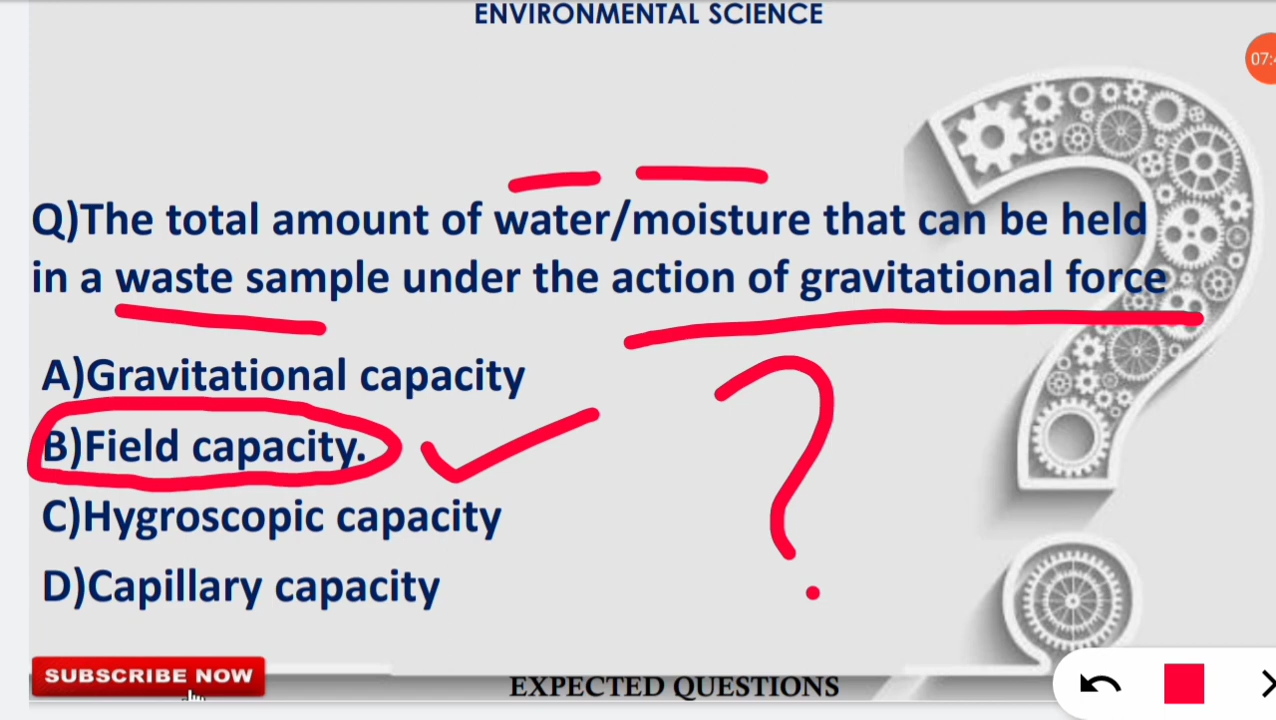 ENVIRONMENTAL SCIENCE
07:
Q)The total amount of water/moisture that can be held
in a waste sample under the action of gravitational force
A)Gravitational capacity
B)Field capacity.
C)Hygroscopic capacity
D)Capillary capacity
?
SUBSCRIBE NOW
EXPECTED QUESTIONS